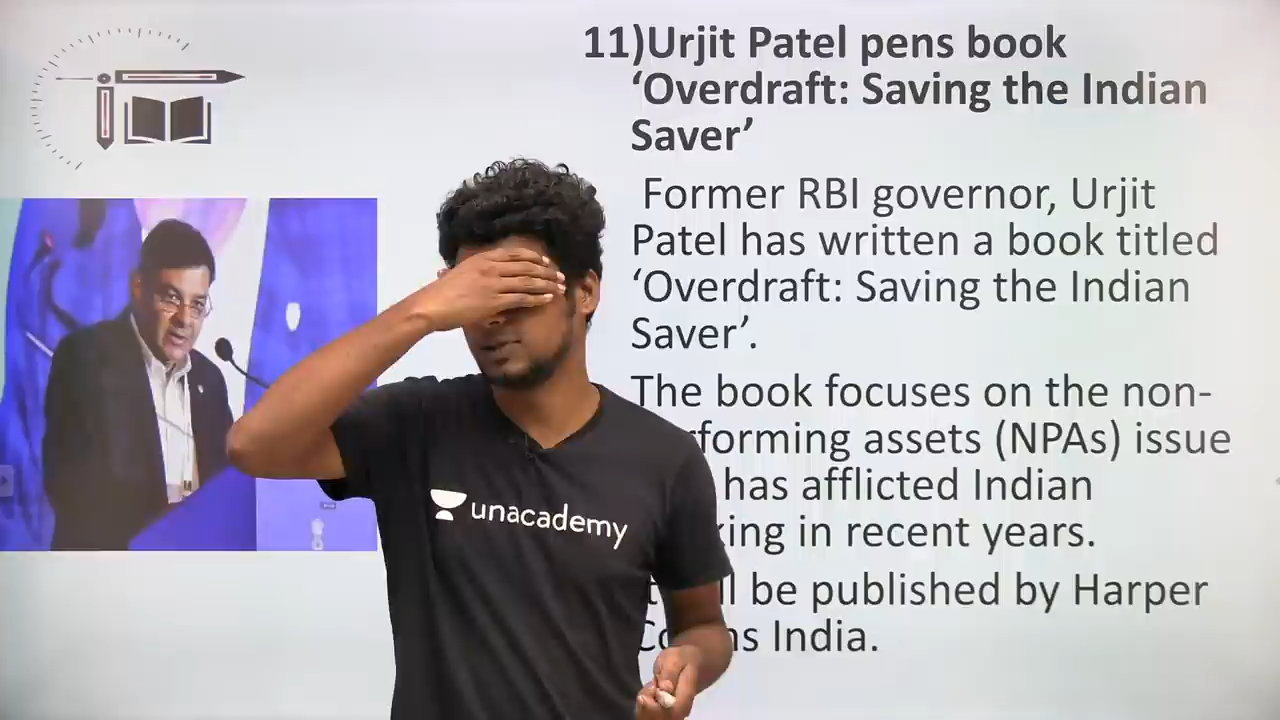 11)Urjit Patel pens book
‘Overdraft: Saving the Indian
Saver’
Former RBI governor, Urjit
Patel has written a book titled
‘Overdraft: Saving the Indian
Saver’.
The book focuses on the non-
rforming assets (NPAs) issue
has afflicted Indian
king in recent years.
ll be published by Harper
ns India.
unacademy